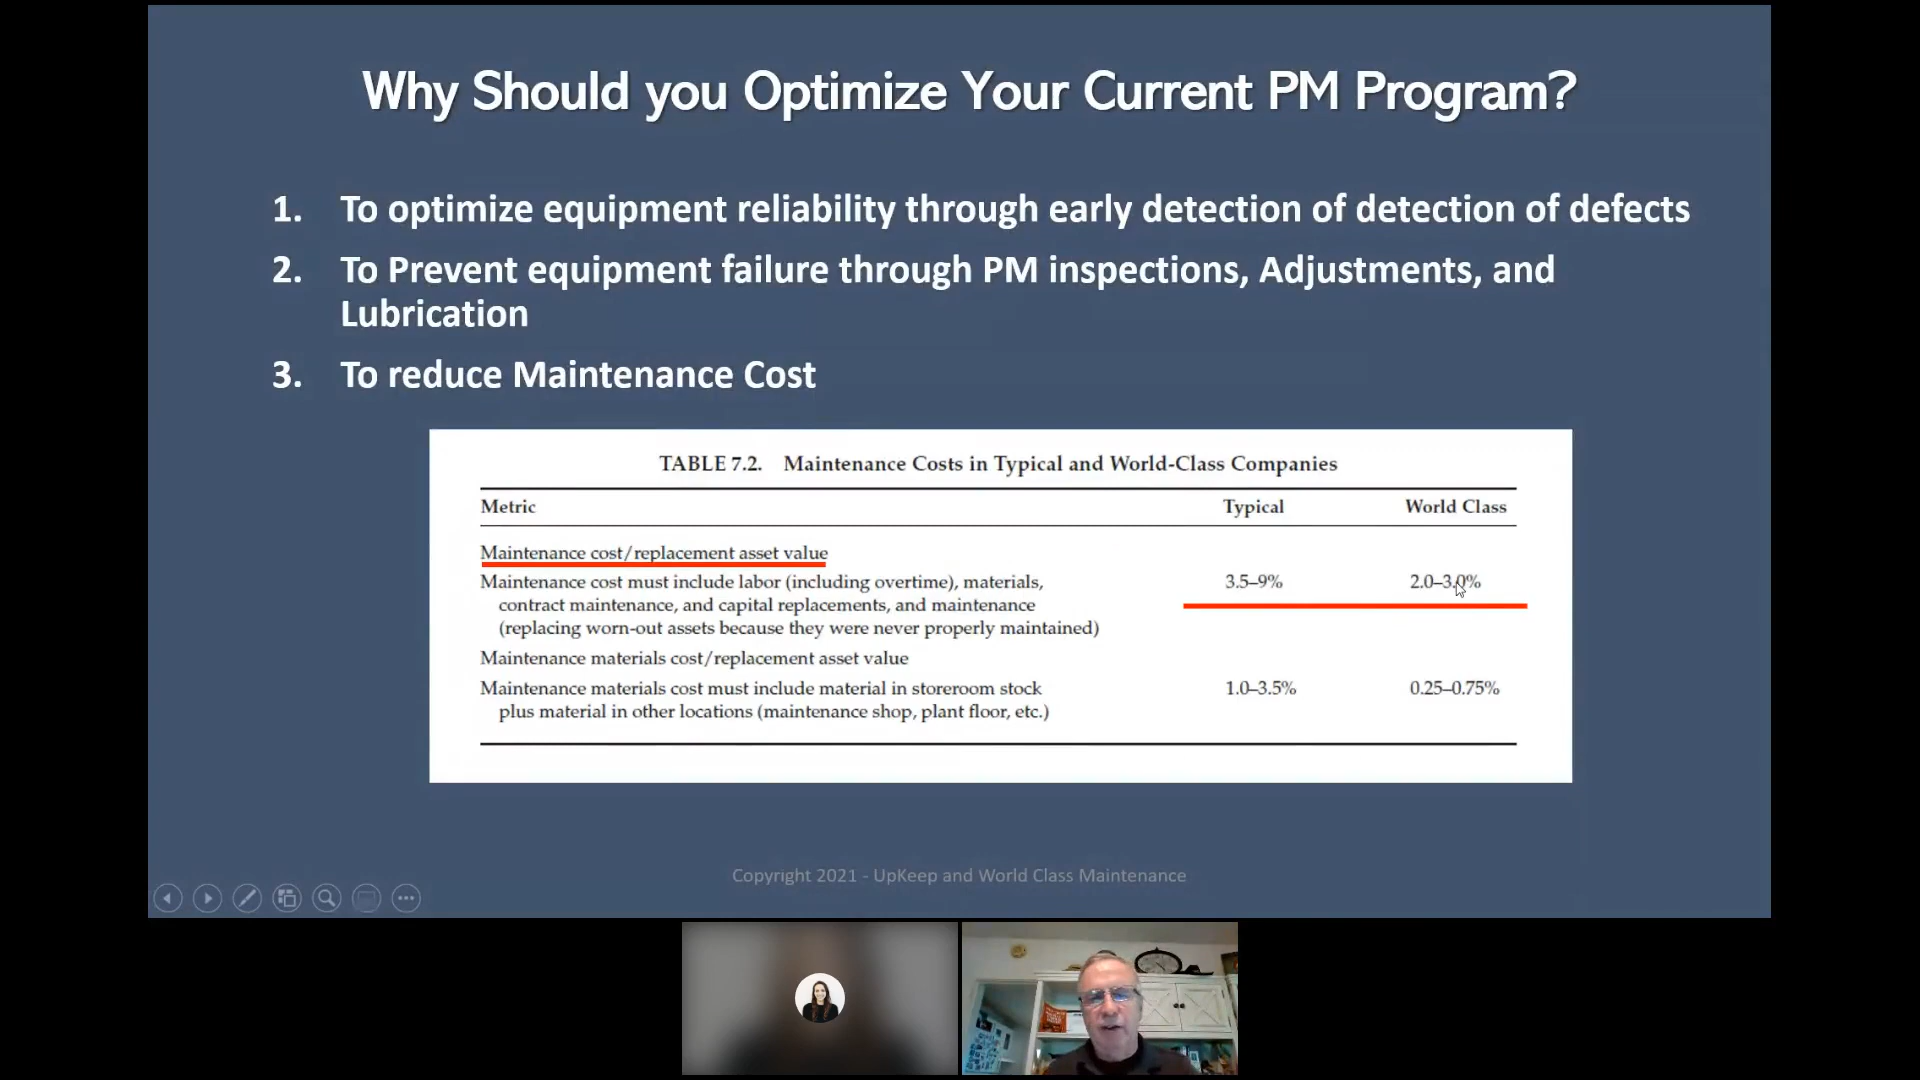 Why Should you Optimize Your Current PM Program?
1. To optimize equipment reliability through early detection of detection of defects
2. To Prevent equipment failure through PM inspections, Adjustments, and
Lubrication
3. To reduce Maintenance Cost
TABLE 7.2. Maintenance Costs in Typical and World-Class Companies
Metric Typical World Class
Maintenance cost/replacement asset value
Maintenance cost must include labor (including overtime), materials, 3.5–9% 2.0–3.0%
contract maintenance, and capital replacements, and maintenance
(replacing worn-out assets because they were never properly maintained)
Maintenance materials cost/replacement asset value
Maintenance materials cost must include material in storeroom stock 1.0–3.5% 0.25–0.75%
plus material in other locations (maintenance shop, plant floor, etc.)
Copyright 2021 - UpKeep and World Class Maintenance